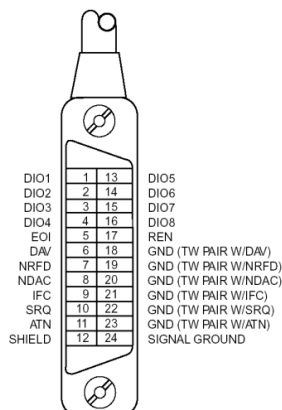 DIO1 1 13 DIO5
DIO2 2 14 DIO6
DIO3 3 15 DIO7
DIO4 4 16 DIO8
EOI 5 17 REN
DAV 6 18 GND (TW PAIR W/DAV)
NRFD 7 19 GND (TW PAIR W/NRFD)
NDAC 8 20 GND (TW PAIR W/NDAC)
IFC 9 21 GND (TW PAIR W/IFC)
SRQ 10 22 GND (TW PAIR W/SRQ)
ATN 11 23 GND (TW PAIR W/ATN)
SHIELD 12 24 SIGNAL GROUND